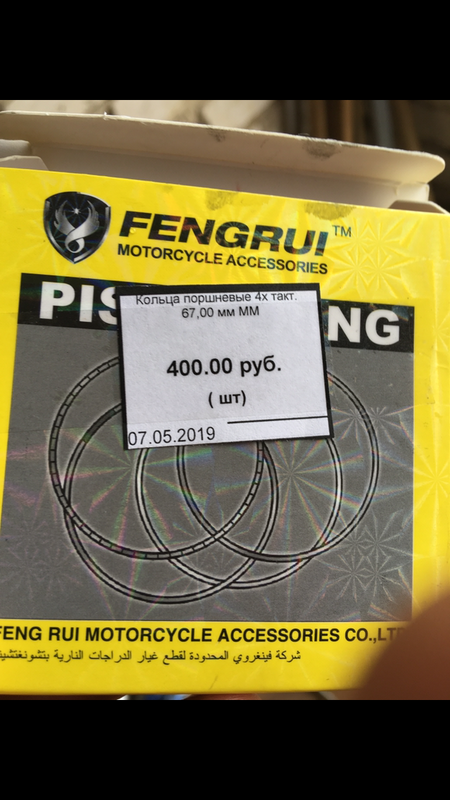 FENGRUI™
MOTORCYCLE ACCESSORIES
PIS NG
Кольца поршневые 4х такт.
67,00 мм ММ
400.00 руб.
( шт)
07.05.2019
FENG RUI MOTORCYCLE ACCESSORIES CO.,LT
شركة فينغروي المحدودة لقطع غيار الدراجات النارية